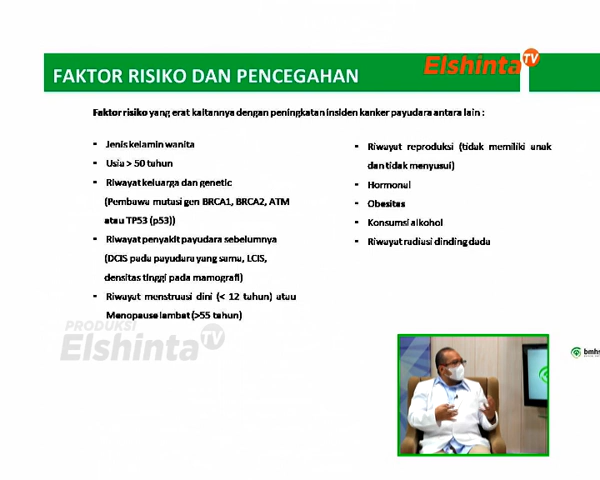 Elshinta TV
FAKTOR RISIKO DAN PENCEGAHAN
Faktor risiko yang erat kaitannya dengan peningkatan insiden kanker payudara antara lain :
▪ Jenis kelamin wanita
▪ Usia > 50 tahun
▪ Riwayat keluarga dan genetic
(Pembawa mutasi gen BRCA1, BRCA2, ATM
atau TP53 (p53))
▪ Riwayat penyakit payudara sebelumnya
(DCIS pada payudara yang sama, LCIS,
densitas tinggi pada mamografi)
▪ Riwayat menstruasi dini (< 12 tahun) atau
Menopause lambat (>55 tahun)
▪ Riwayat reproduksi (tidak memiliki anak
dan tidak menyusui)
▪ Hormonal
▪ Obesitas
▪ Konsumsi alkohol
▪ Riwayat radiasi dinding dada
PRODUKSI
Elshinta TV
bmhs